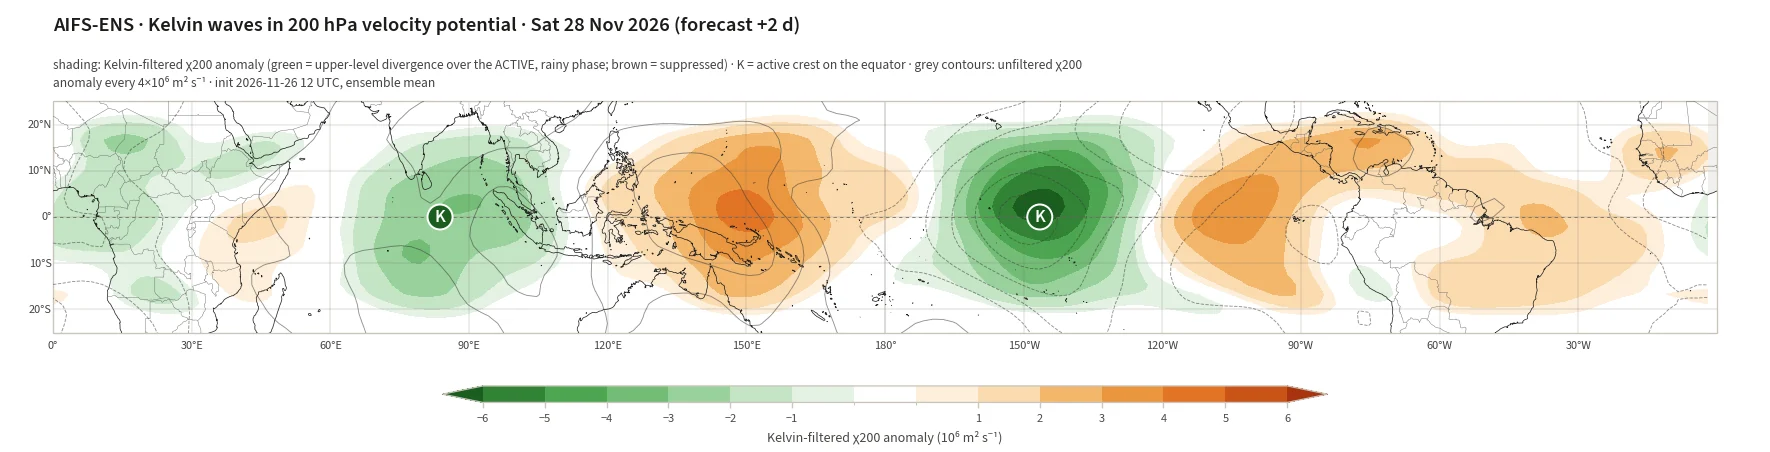 AIFS-ENS · Kelvin waves in 200 hPa velocity potential · Sat 28 Nov 2026 (forecast +2 d)
shading: Kelvin-filtered χ200 anomaly (green = upper-level divergence over the ACTIVE, rainy phase; brown = suppressed) · K = active crest on the equator · grey contours: unfiltered χ200
anomaly every 4×10⁶ m² s⁻¹ · init 2026-11-26 12 UTC, ensemble mean
20°N
10°N
0°
10°S
20°S
K K
0° 30°E 60°E 90°E 120°E 150°E 180° 150°W 120°W 90°W 60°W 30°W
−6 −5 −4 −3 −2 −1 1 2 3 4 5 6
Kelvin-filtered χ200 anomaly (10⁶ m² s⁻¹)